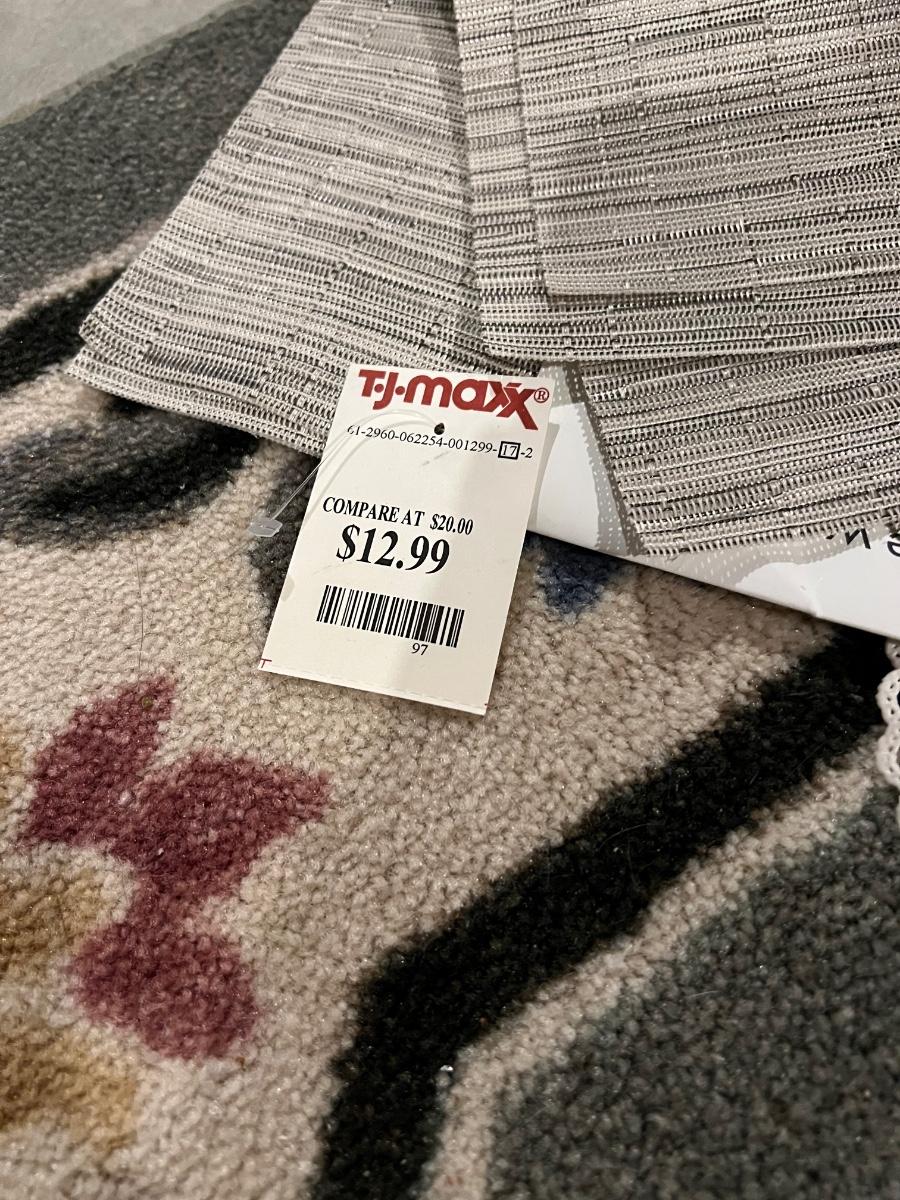 T·J·maxx®
61-2960-062254-001299-17-2
COMPARE AT $20.00
$12.99
97